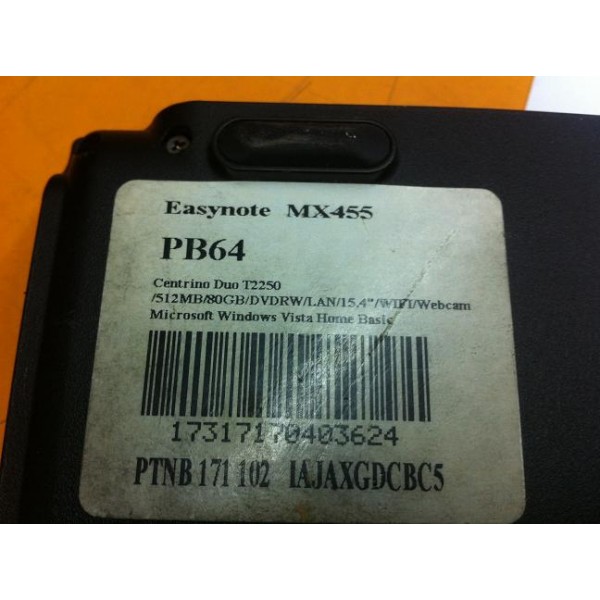 Easynote MX455
PB64
Centrino Duo T2250
/512MB/80GB/DVDRW/LAN/15,4"/WIFI/Webcam
Microsoft Windows Vista Home Basic
17317170403624
PTNB 171 102 IAJAXGDCBC5